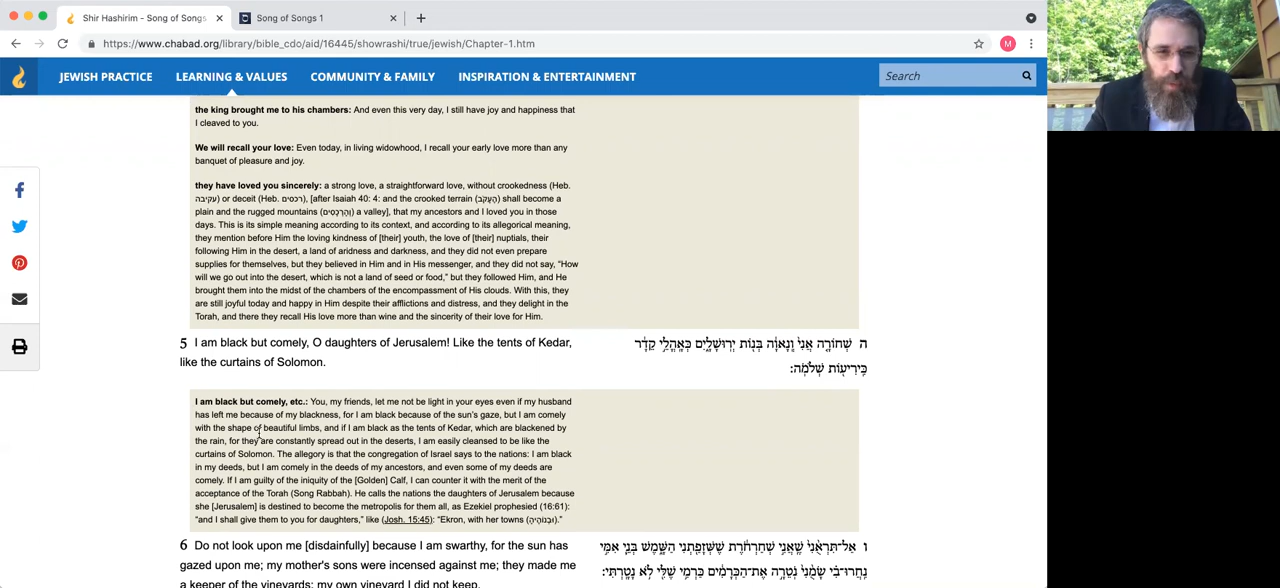 Shir Hashirim - Song of Songs
Song of Songs 1
https://www.chabad.org/library/bible_cdo/aid/16445/showrashi/true/jewish/Chapter-1.htm
M
JEWISH PRACTICE LEARNING & VALUES COMMUNITY & FAMILY INSPIRATION & ENTERTAINMENT Search
the king brought me to his chambers: And even this very day, I still have joy and happiness that
I cleaved to you.
We will recall your love: Even today, in living widowhood, I recall your early love more than any
banquet of pleasure and joy.
they have loved you sincerely: a strong love, a straightforward love, without crookedness (Heb.
עקיבה) or deceit (Heb. רכסים), [after Isaiah 40: 4: and the crooked terrain (הֶעָקֹב) shall become a
plain and the rugged mountains (וְהָרְכָסִים) a valley], that my ancestors and I loved you in those
days. This is its simple meaning according to its context, and according to its allegorical meaning,
they mention before Him the loving kindness of [their] youth, the love of [their] nuptials, their
following Him in the desert, a land of aridness and darkness, and they did not even prepare
supplies for themselves, but they believed in Him and in His messenger, and they did not say, “How
will we go out into the desert, which is not a land of seed or food,” but they followed Him, and He
brought them into the midst of the chambers of the encompassment of His clouds. With this, they
are still joyful today and happy in Him despite their afflictions and distress, and they delight in the
Torah, and there they recall His love more than wine and the sincerity of their love for Him.
5 I am black but comely, O daughters of Jerusalem! Like the tents of Kedar,
like the curtains of Solomon.
ה שְׁחוֹרָ֤ה אֲנִי֙ וְֽנָאוָ֔ה בְּנ֖וֹת יְרֽוּשָׁלָ֑יִם כְּאָֽהֳלֵ֣י קֵדָ֔ר
כִּֽירִיע֖וֹת שְׁלֹמֹֽה:
I am black but comely, etc.: You, my friends, let me not be light in your eyes even if my husband
has left me because of my blackness, for I am black because of the sun’s gaze, but I am comely
with the shape of beautiful limbs, and if I am black as the tents of Kedar, which are blackened by
the rain, for they are constantly spread out in the deserts, I am easily cleansed to be like the
curtains of Solomon. The allegory is that the congregation of Israel says to the nations: I am black
in my deeds, but I am comely in the deeds of my ancestors, and even some of my deeds are
comely. If I am guilty of the iniquity of the [Golden] Calf, I can counter it with the merit of the
acceptance of the Torah (Song Rabbah). He calls the nations the daughters of Jerusalem because
she [Jerusalem] is destined to become the metropolis for them all, as Ezekiel prophesied (16:61):
“and I shall give them to you for daughters,” like (Josh. 15:45): “Ekron, with her towns (וּבְנוֹתֶיהָ).”
6 Do not look upon me [disdainfully] because I am swarthy, for the sun has
gazed upon me; my mother's sons were incensed against me; they made me
a keeper of the vineyards; my own vineyard I did not keep.
ו אַל־תִּרְא֨וּנִי֙ שֶֽׁאֲנִ֣י שְׁחַרְחֹ֔רֶת שֶׁשֱּׁזָפַ֖תְנִי הַשָּׁ֑מֶשׁ בְּנֵ֧י אִמִּ֣י
נִֽחֲרוּ־בִ֗י שָׂמֻ֨נִי֙ נֹֽטֵרָ֣ה אֶת־הַכְּרָמִ֔ים כַּרְמִ֥י שֶׁלִּ֖י לֹ֥א נָטָֽרְתִּי: